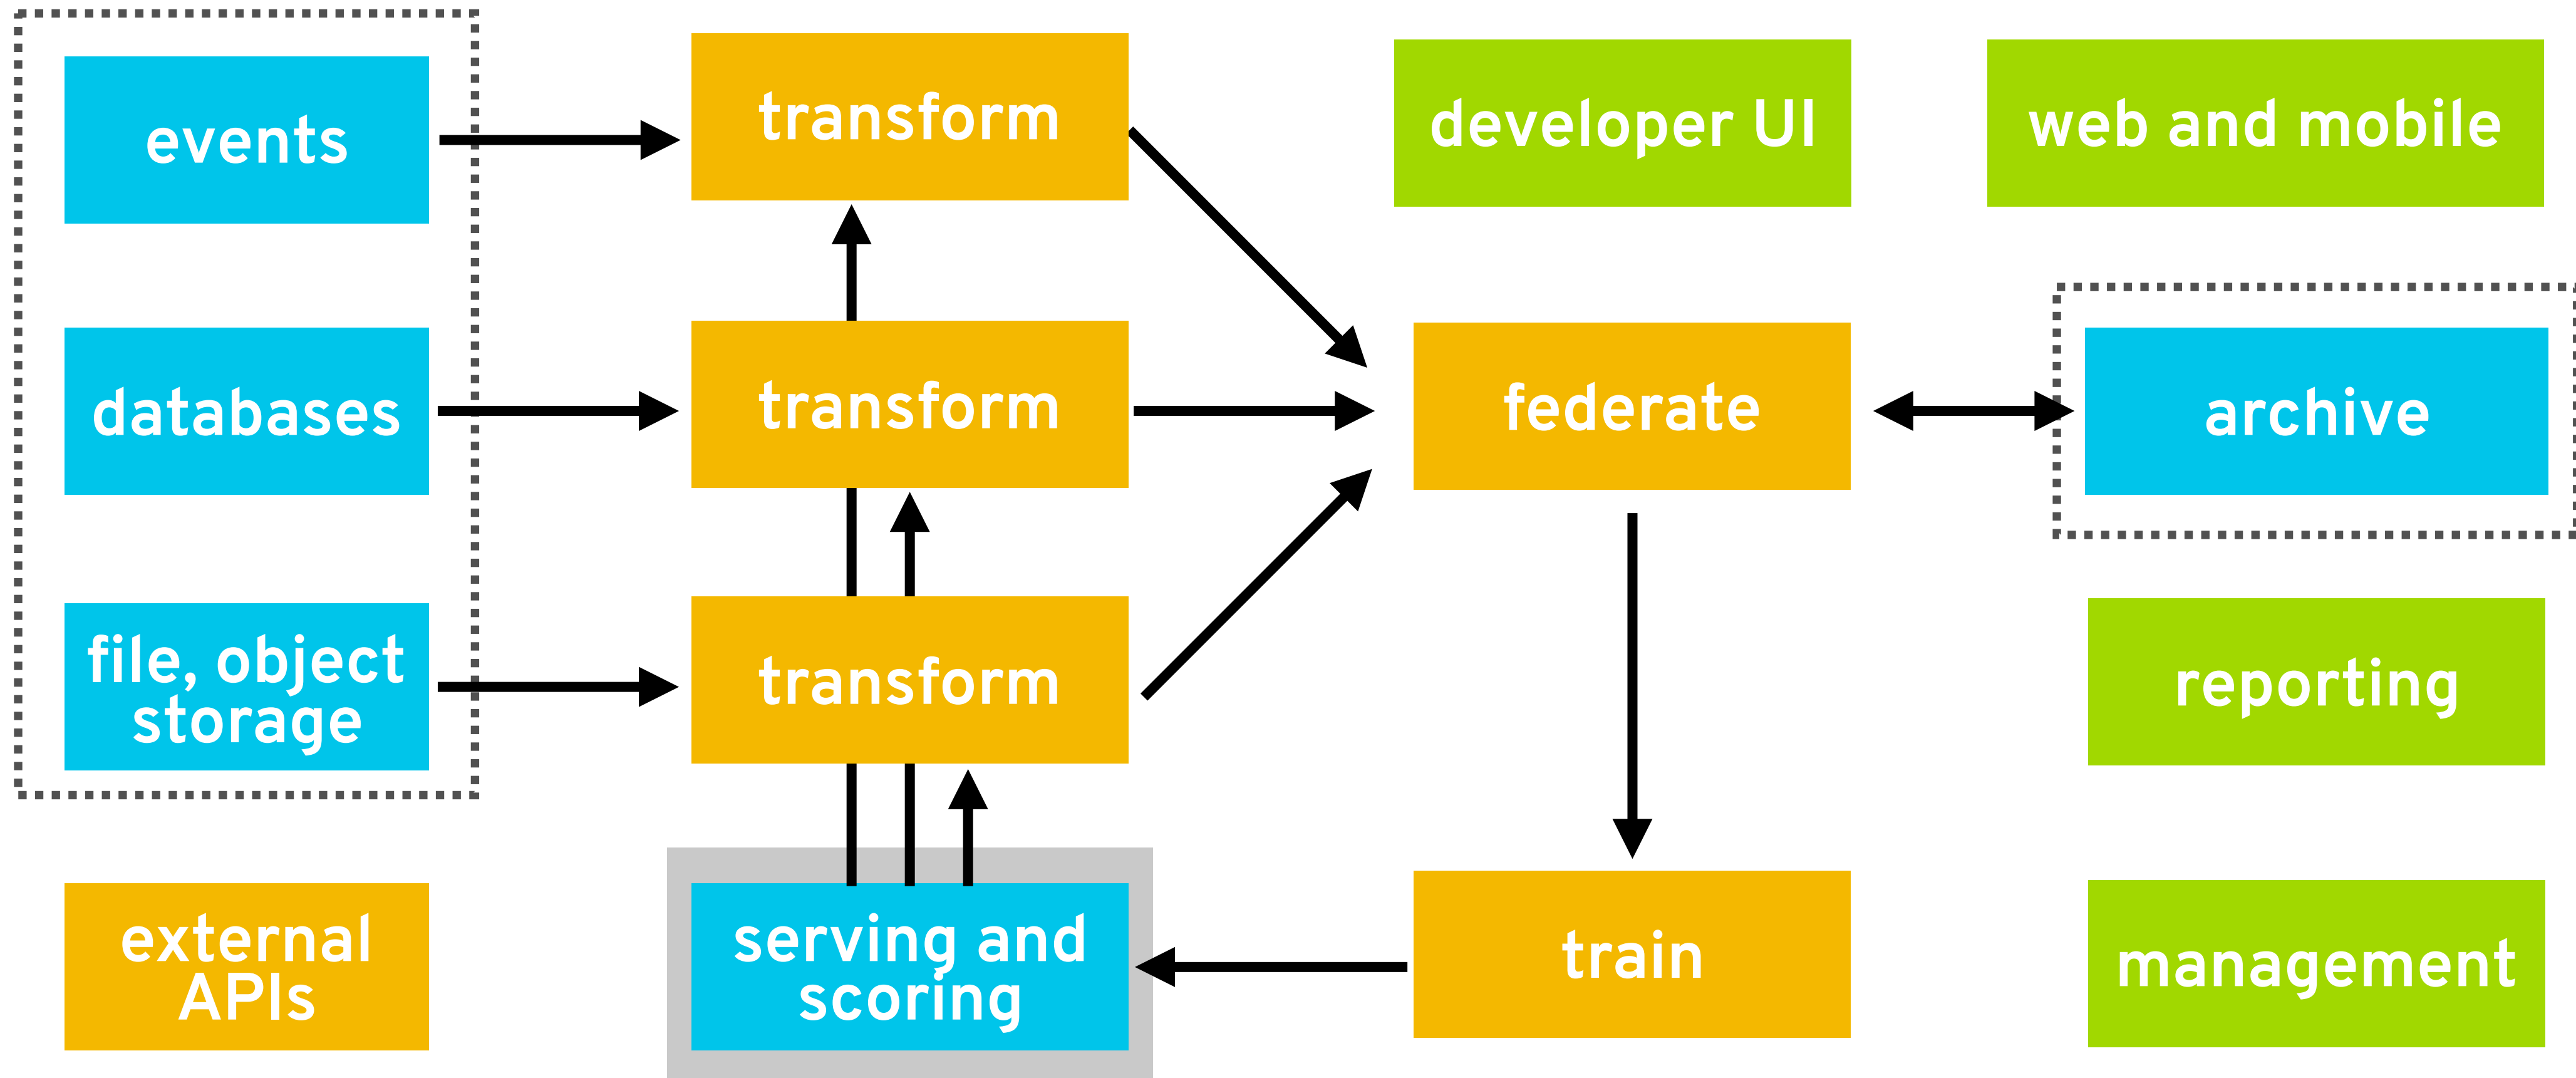 events
transform
developer UI
web and mobile
databases
transform
federate
archive
file, object
storage
transform
reporting
external
APIs
serving and
scoring
train
management